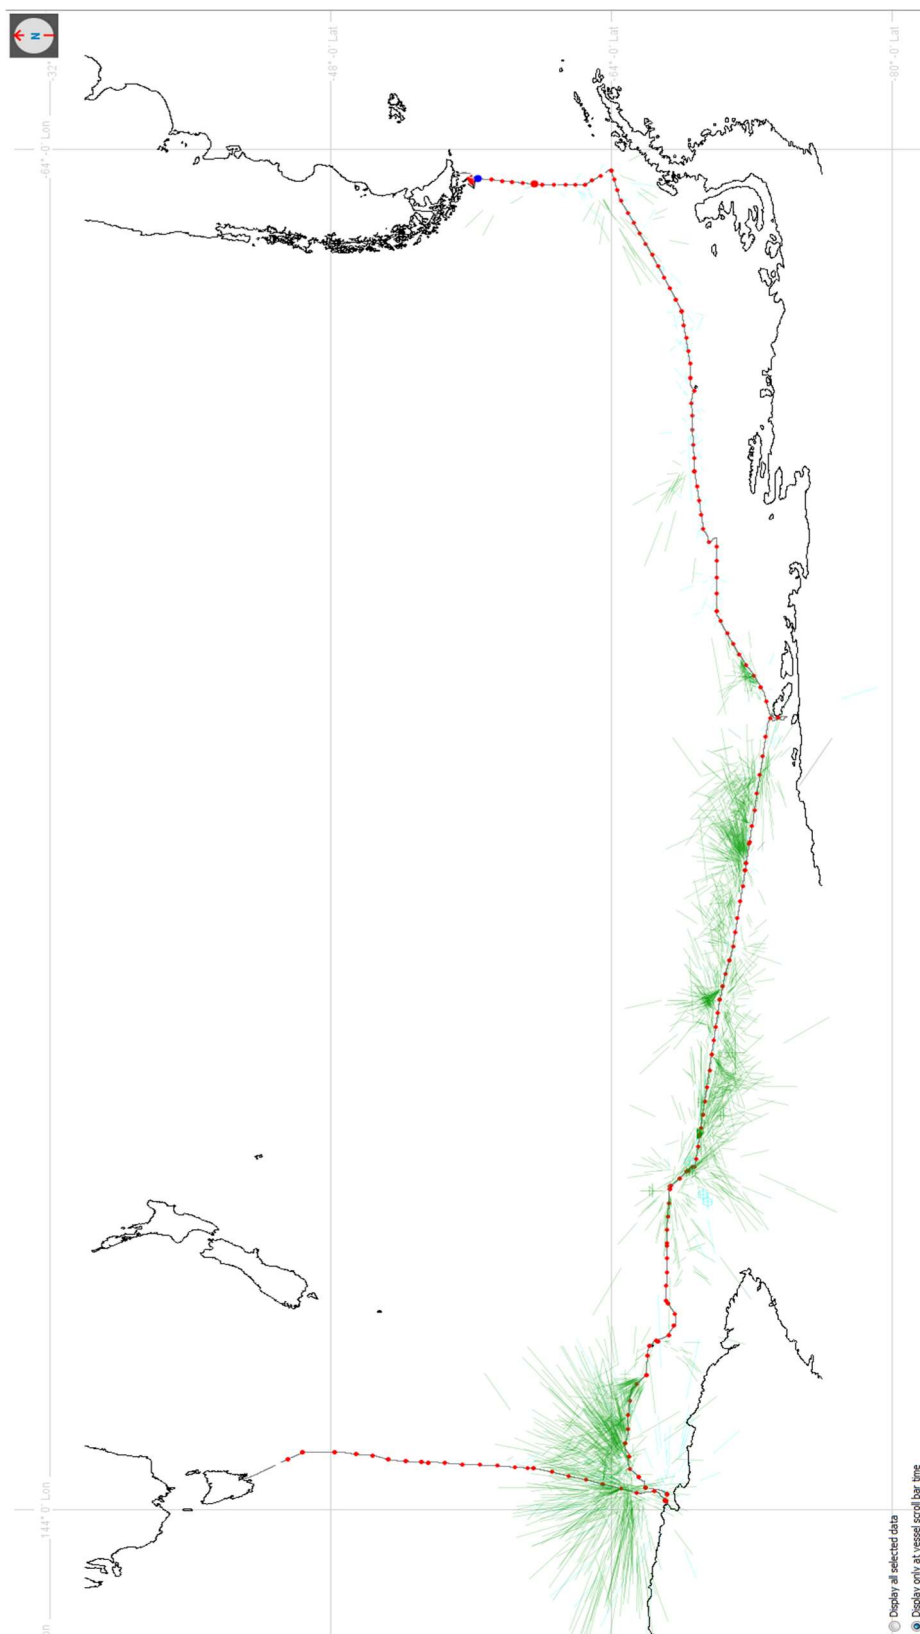 N
-32°
-48°-0' Lat
-64°-0' Lat
-80°-0' Lat
-64°-0' Lon
144°-0' Lon
on
Display all selected data
Display only at vessel scroll bar time